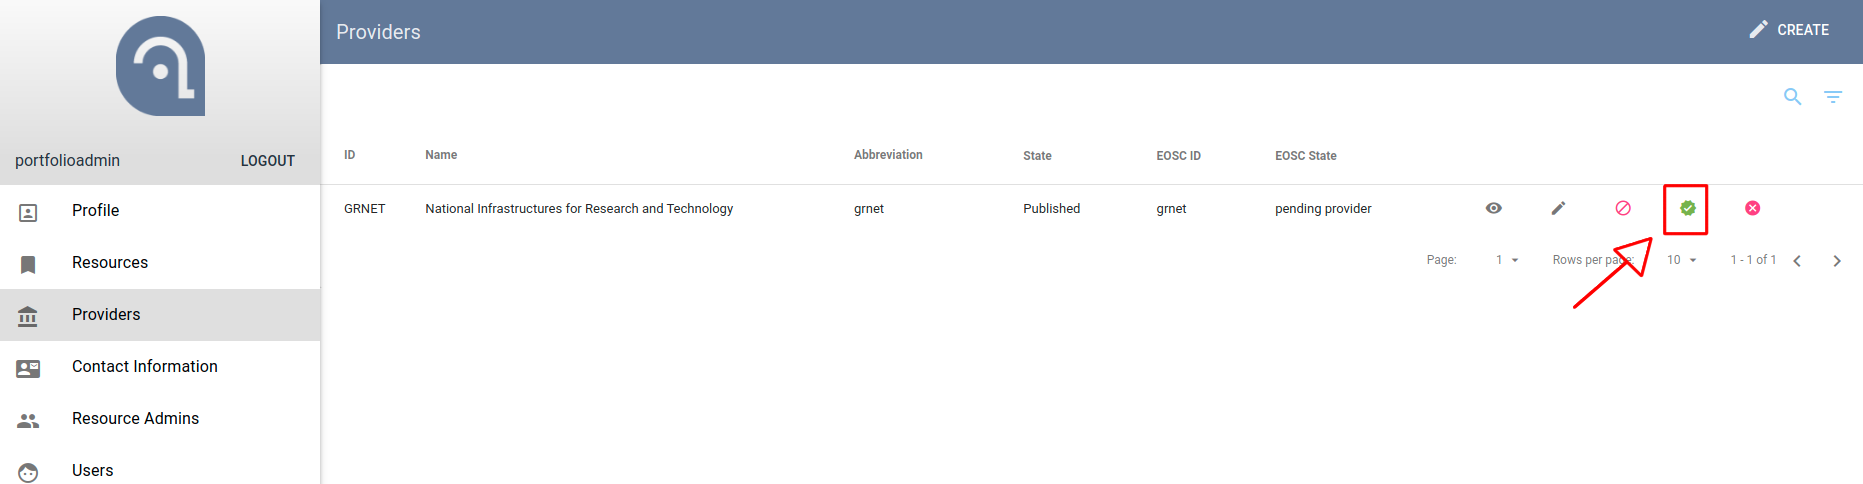 Providers
CREATE
portfolioadmin LOGOUT
Profile
Resources
Providers
Contact Information
Resource Admins
Users
ID Name Abbreviation State EOSC ID EOSC State
GRNET National Infrastructures for Research and Technology grnet Published grnet pending provider
Page: 1 Rows per page: 10 1 - 1 of 1